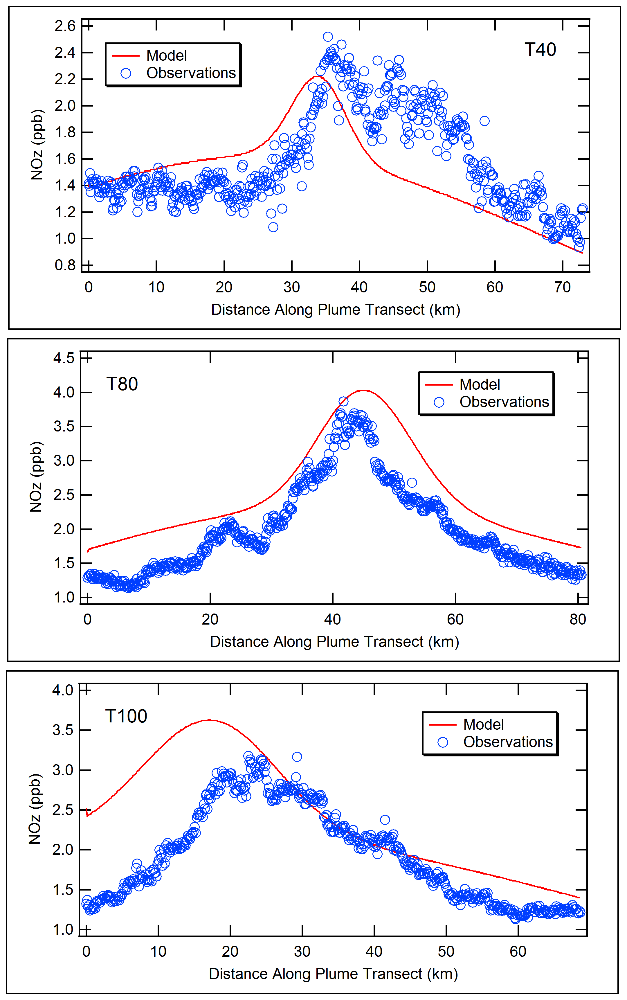 2.6
2.4
2.2
2.0
1.8
1.6
1.4
1.2
1.0
0.8
NOz (ppb)
Model
Observations
T40
0 10 20 30 40 50 60 70
Distance Along Plume Transect (km)
4.5
4.0
3.5
3.0
2.5
2.0
1.5
1.0
NOz (ppb)
T80
Model
Observations
0 20 40 60 80
Distance Along Plume Transect (km)
4.0
3.5
3.0
2.5
2.0
1.5
1.0
NOz (ppb)
T100
Model
Observations
0 10 20 30 40 50 60
Distance Along Plume Transect (km)